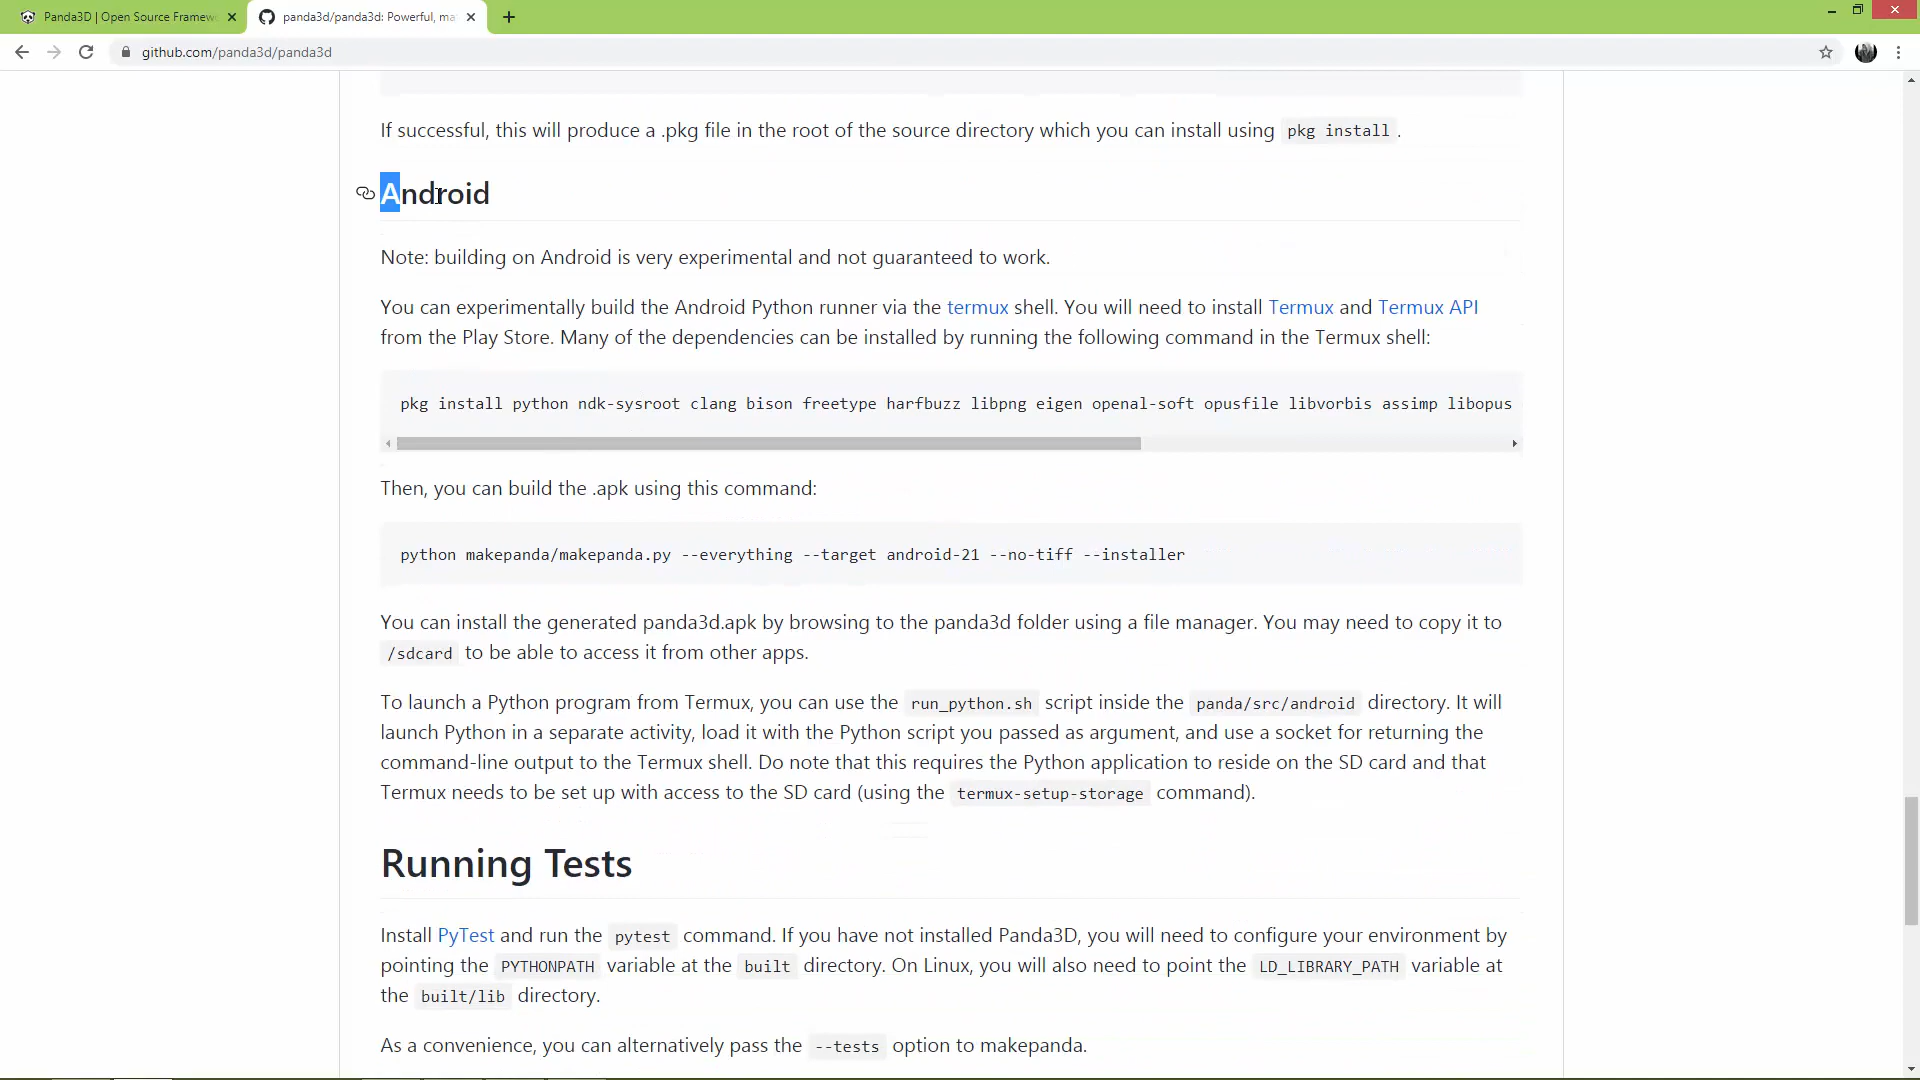 Panda3D | Open Source Framew
panda3d/panda3d: Powerful, ma
github.com/panda3d/panda3d
If successful, this will produce a .pkg file in the root of the source directory which you can install using pkg install.
Android
Note: building on Android is very experimental and not guaranteed to work.
You can experimentally build the Android Python runner via the termux shell. You will need to install Termux and Termux API
from the Play Store. Many of the dependencies can be installed by running the following command in the Termux shell:
pkg install python ndk-sysroot clang bison freetype harfbuzz libpng eigen openal-soft opusfile libvorbis assimp libopus
Then, you can build the .apk using this command:
python makepanda/makepanda.py --everything --target android-21 --no-tiff --installer
You can install the generated panda3d.apk by browsing to the panda3d folder using a file manager. You may need to copy it to
/sdcard to be able to access it from other apps.
To launch a Python program from Termux, you can use the run_python.sh script inside the panda/src/android directory. It will
launch Python in a separate activity, load it with the Python script you passed as argument, and use a socket for returning the
command-line output to the Termux shell. Do note that this requires the Python application to reside on the SD card and that
Termux needs to be set up with access to the SD card (using the termux-setup-storage command).
Running Tests
Install PyTest and run the pytest command. If you have not installed Panda3D, you will need to configure your environment by
pointing the PYTHONPATH variable at the built directory. On Linux, you will also need to point the LD_LIBRARY_PATH variable at
the built/lib directory.
As a convenience, you can alternatively pass the --tests option to makepanda.